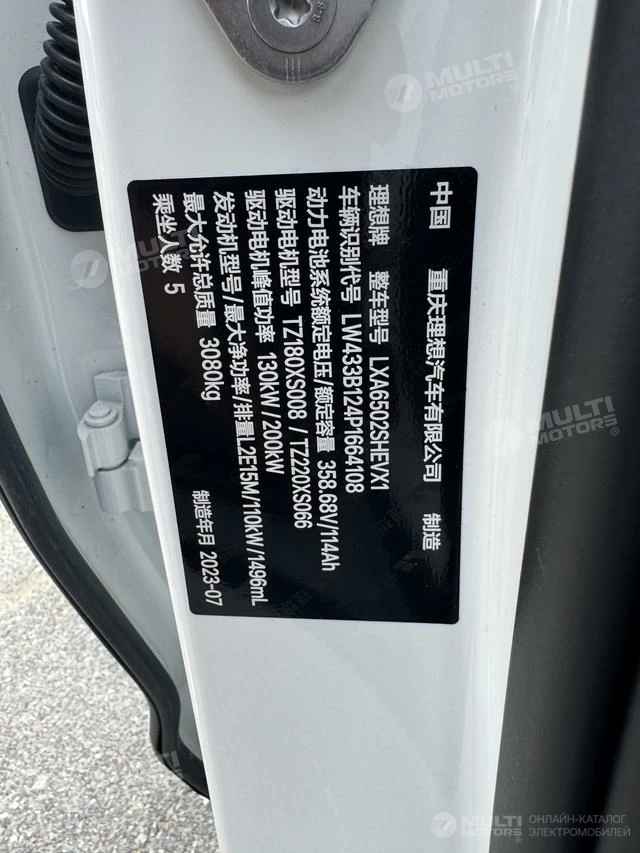 中国 重庆理想汽车有限公司 制造
理想牌 整车型号 LXA6502SHEVX1
车辆识别代号 LW433B124P1664108
动力电池系统额定电压/额定容量 358.68V/114Ah
驱动电机型号 TZ180XS008 / TZ220XS066
驱动电机峰值功率 130kW / 200kW
发动机型号/最大净功率/排量L2E15M/110kW/1496mL
最大允许总质量 3080kg
乘坐人数 5 制造年月 2023-07
8.8
MULTI MOTORS®
MULTI MOTORS®
MULTI MOTORS®
MULTI MOTORS®
MULTI MOTORS®
MULTI MOTORS® ОНЛАЙН-КАТАЛОГ
ЭЛЕКТРОМОБИЛЕЙ